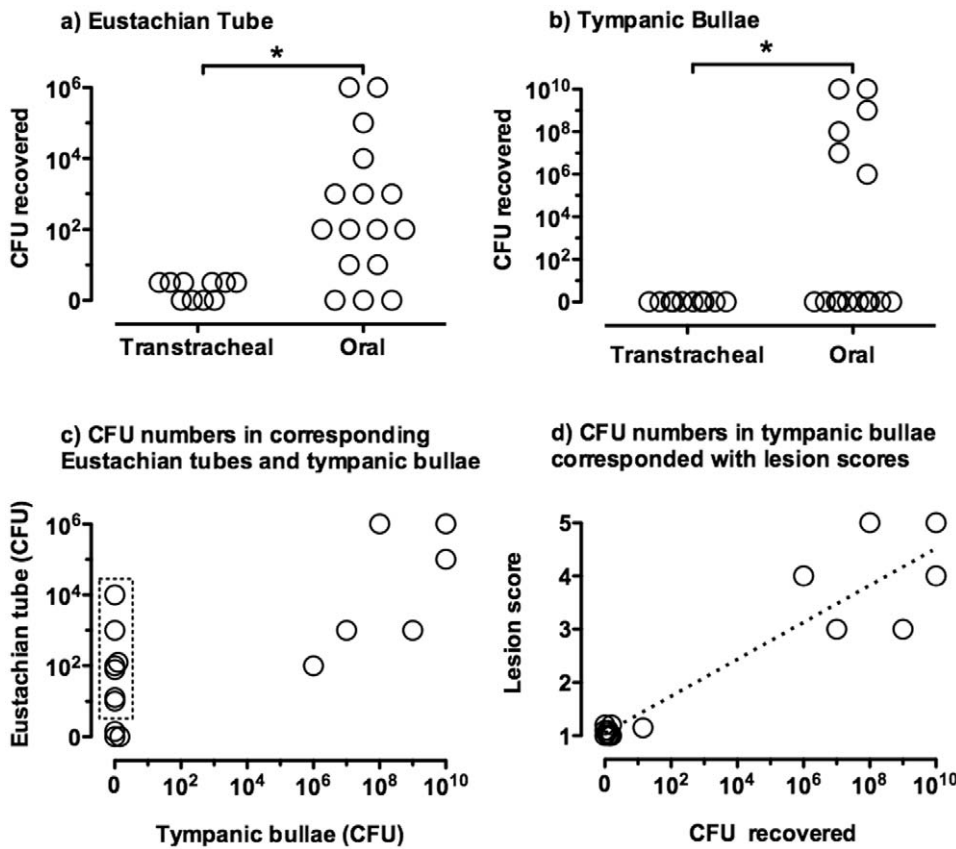 a) Eustachian Tube
*
CFU recovered
10⁶
10⁴
10²
0
Transtracheal Oral
b) Tympanic Bullae
*
CFU recovered
10¹⁰
10⁸
10⁶
10⁴
10²
0
Transtracheal Oral
c) CFU numbers in corresponding
Eustachian tubes and tympanic bullae
Eustachian tube (CFU)
10⁶
10⁴
10²
0
0 10² 10⁴ 10⁶ 10⁸ 10¹⁰
Tympanic bullae (CFU)
d) CFU numbers in tympanic bullae
corresponded with lesion scores
Lesion score
5
4
3
2
1
0 10² 10⁴ 10⁶ 10⁸ 10¹⁰
CFU recovered